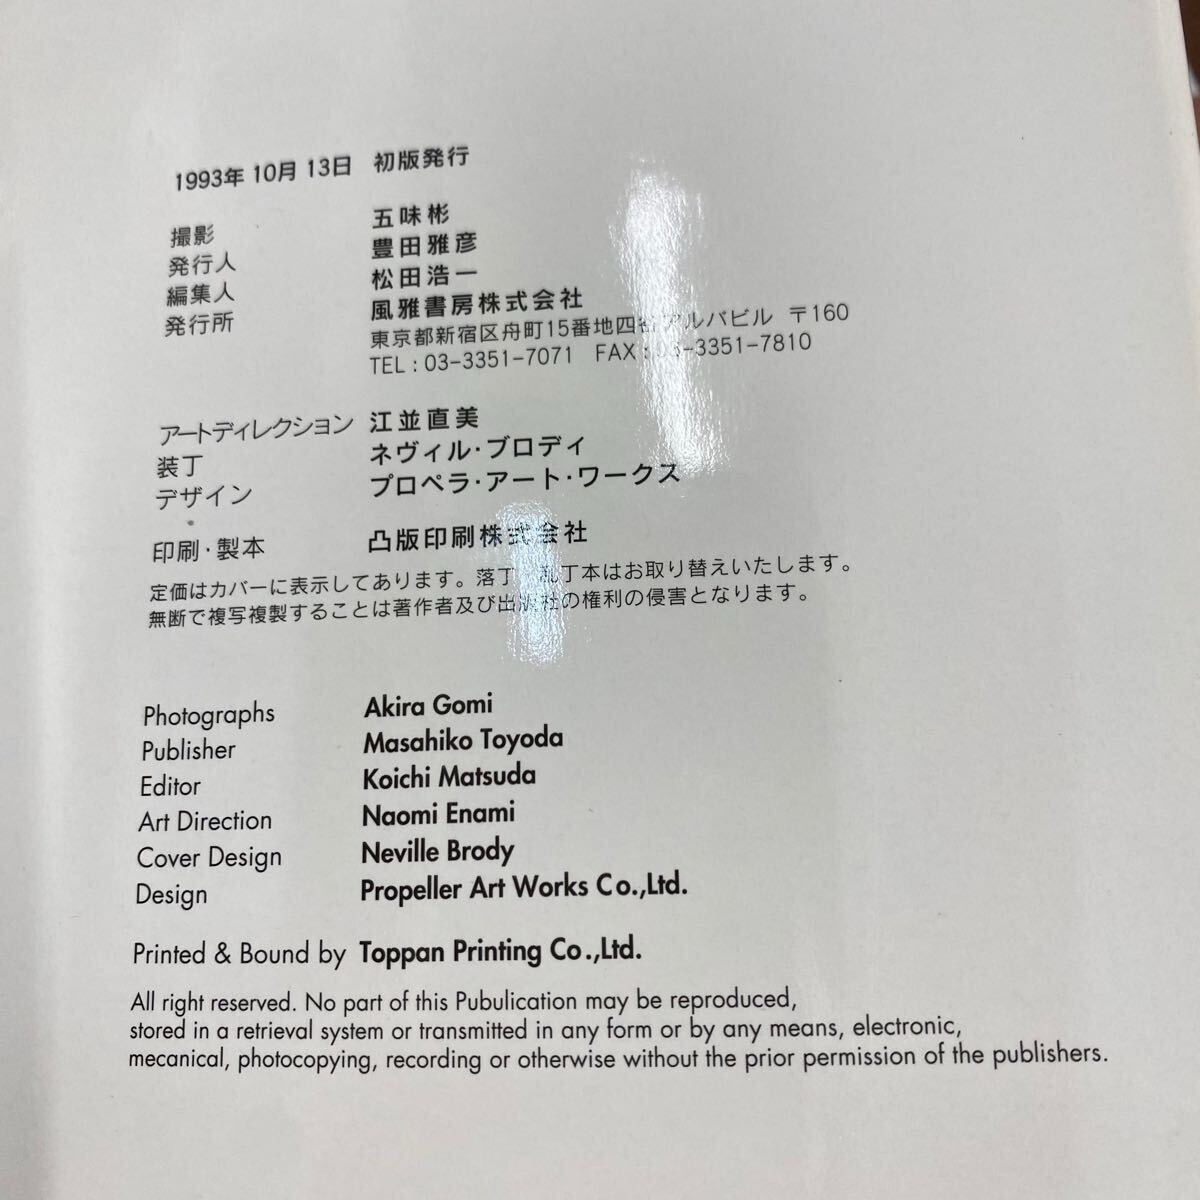 1993年 10月 13日 初版発行
撮影 五味彬
発行人 豊田雅彦
編集人 松田浩一
発行所 風雅書房株式会社
東京都新宿区舟町15番地四谷アルバビル 〒160
TEL : 03-3351-7071 FAX : 03-3351-7810
アートディレクション 江並直美
装丁 ネヴィル・ブロディ
デザイン プロペラ・アート・ワークス
印刷・製本 凸版印刷株式会社
定価はカバーに表示してあります。落丁・乱丁本はお取り替えいたします。
無断で複写複製することは著作者及び出版社の権利の侵害となります。
Photographs Akira Gomi
Publisher Masahiko Toyoda
Editor Koichi Matsuda
Art Direction Naomi Enami
Cover Design Neville Brody
Design Propeller Art Works Co.,Ltd.
Printed & Bound by Toppan Printing Co.,Ltd.
All right reserved. No part of this Pubulication may be reproduced,
stored in a retrieval system or transmitted in any form or by any means, electronic,
mecanical, photocopying, recording or otherwise without the prior permission of the publishers.